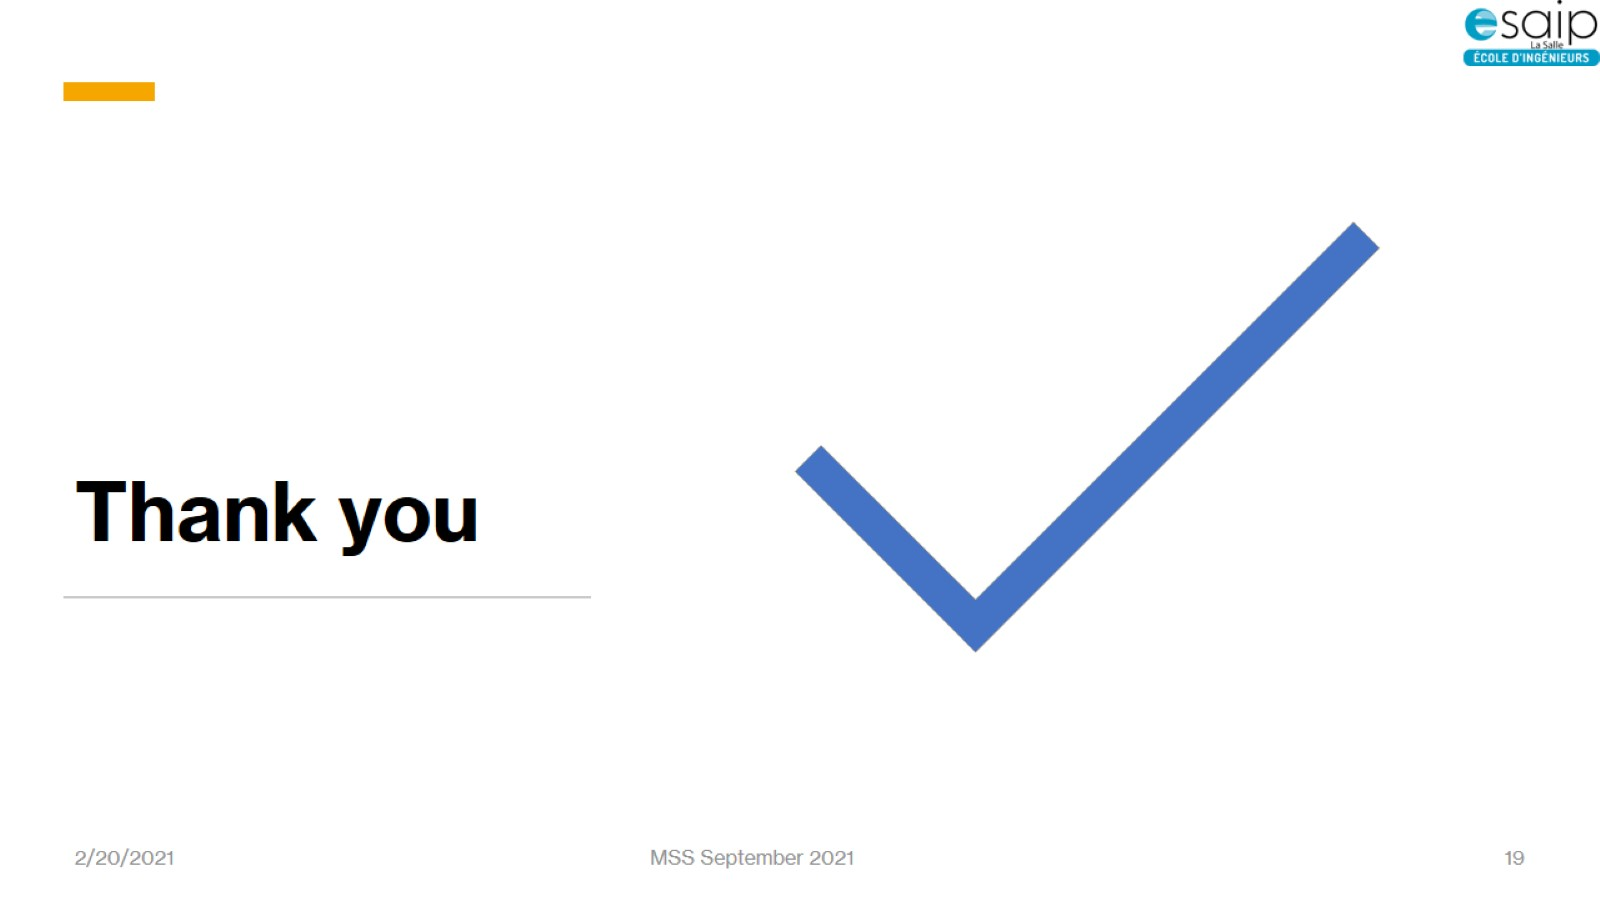 esaip
La Salle
ÉCOLE D'INGÉNIEURS
Thank you
2/20/2021
MSS September 2021
19